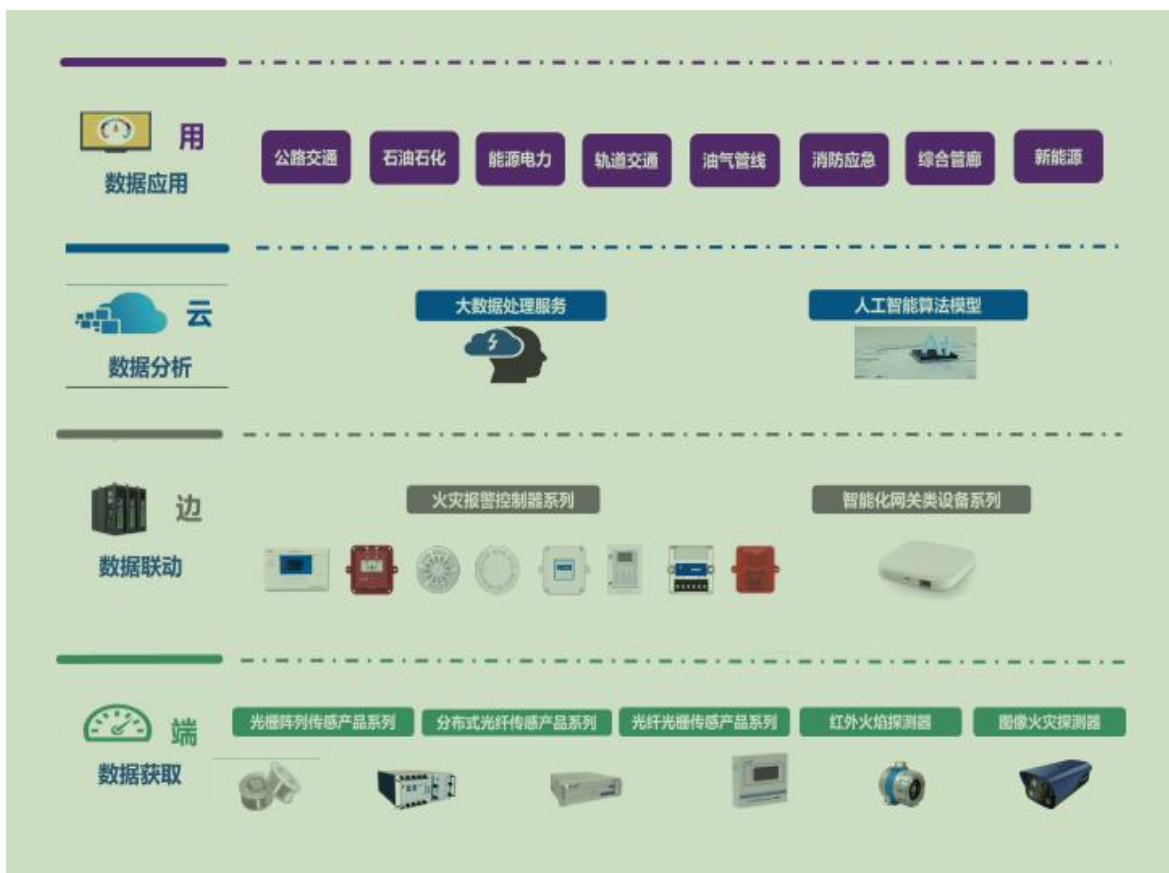 用
数据应用
公路交通 石油石化 能源电力 轨道交通 油气管线 消防应急 综合管廊 新能源
云
数据分析
大数据处理服务 人工智能算法模型
AI
边
数据联动
火灾报警控制器系列 智能化网关类设备系列
端
数据获取
光栅阵列传感产品系列 分布式光纤传感产品系列 光纤光栅传感产品系列 红外火焰探测器 图像火灾探测器